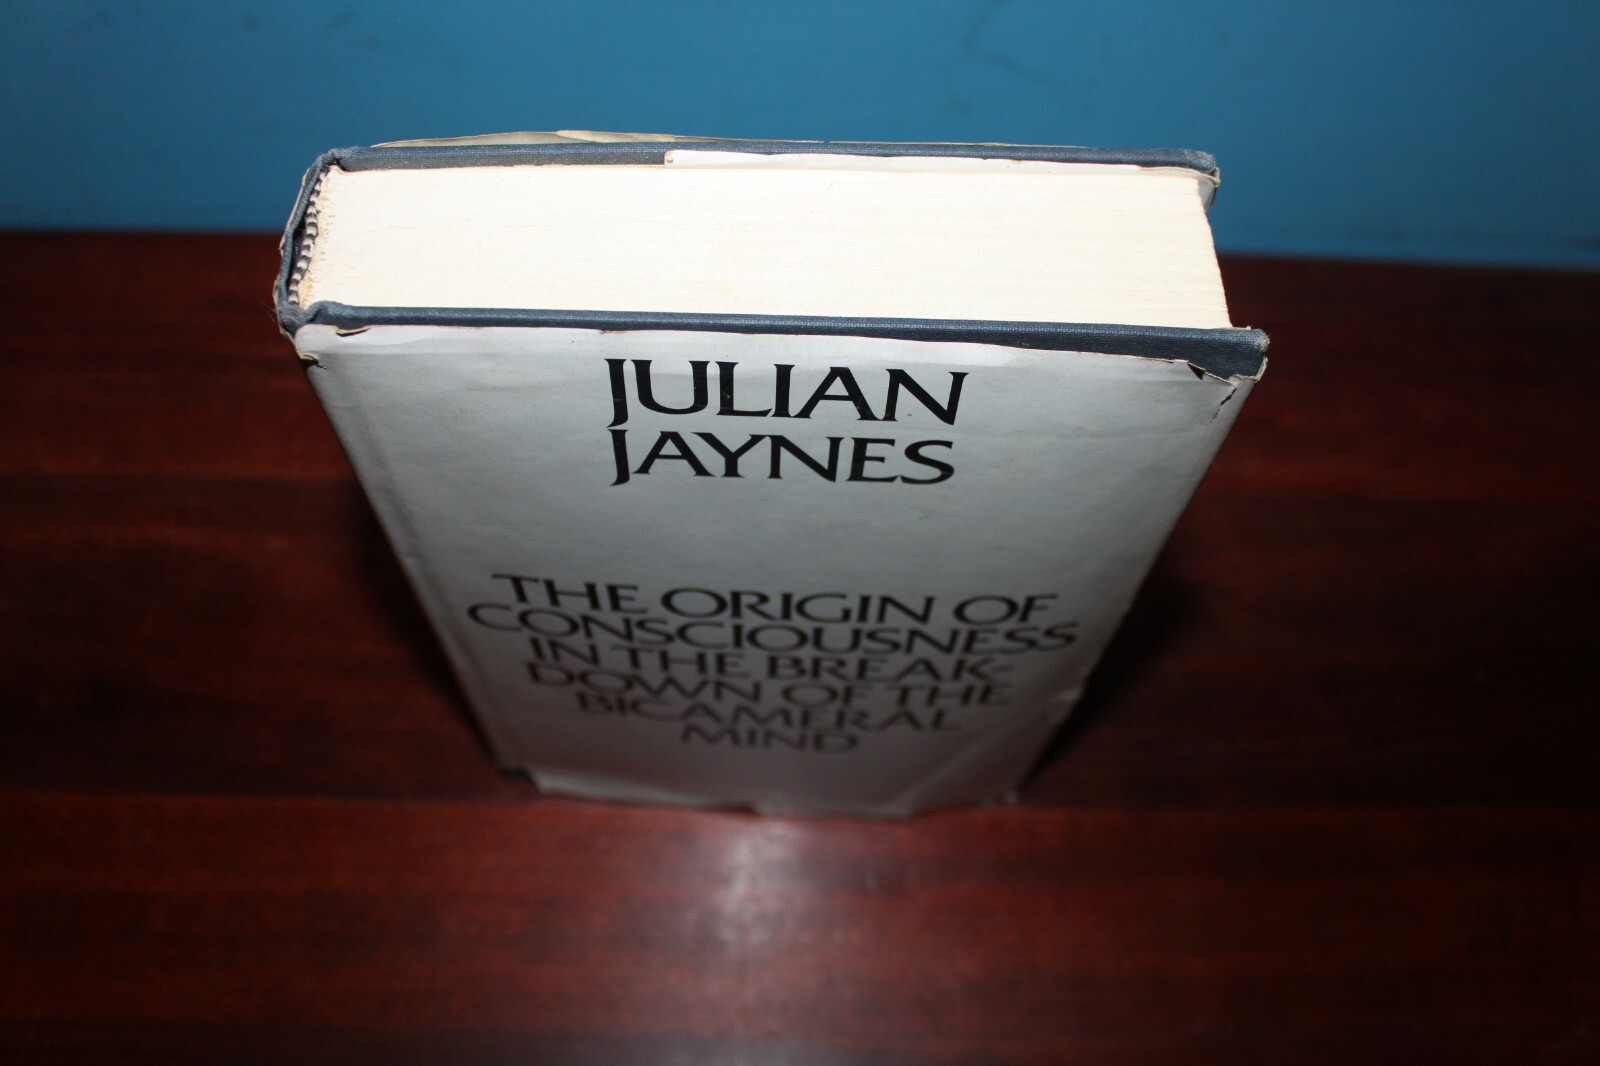 JULIAN
JAYNES
THE ORIGIN OF
CONSCIOUSNESS
IN THE BREAK-
DOWN OF THE
BICAMERAL
MIND